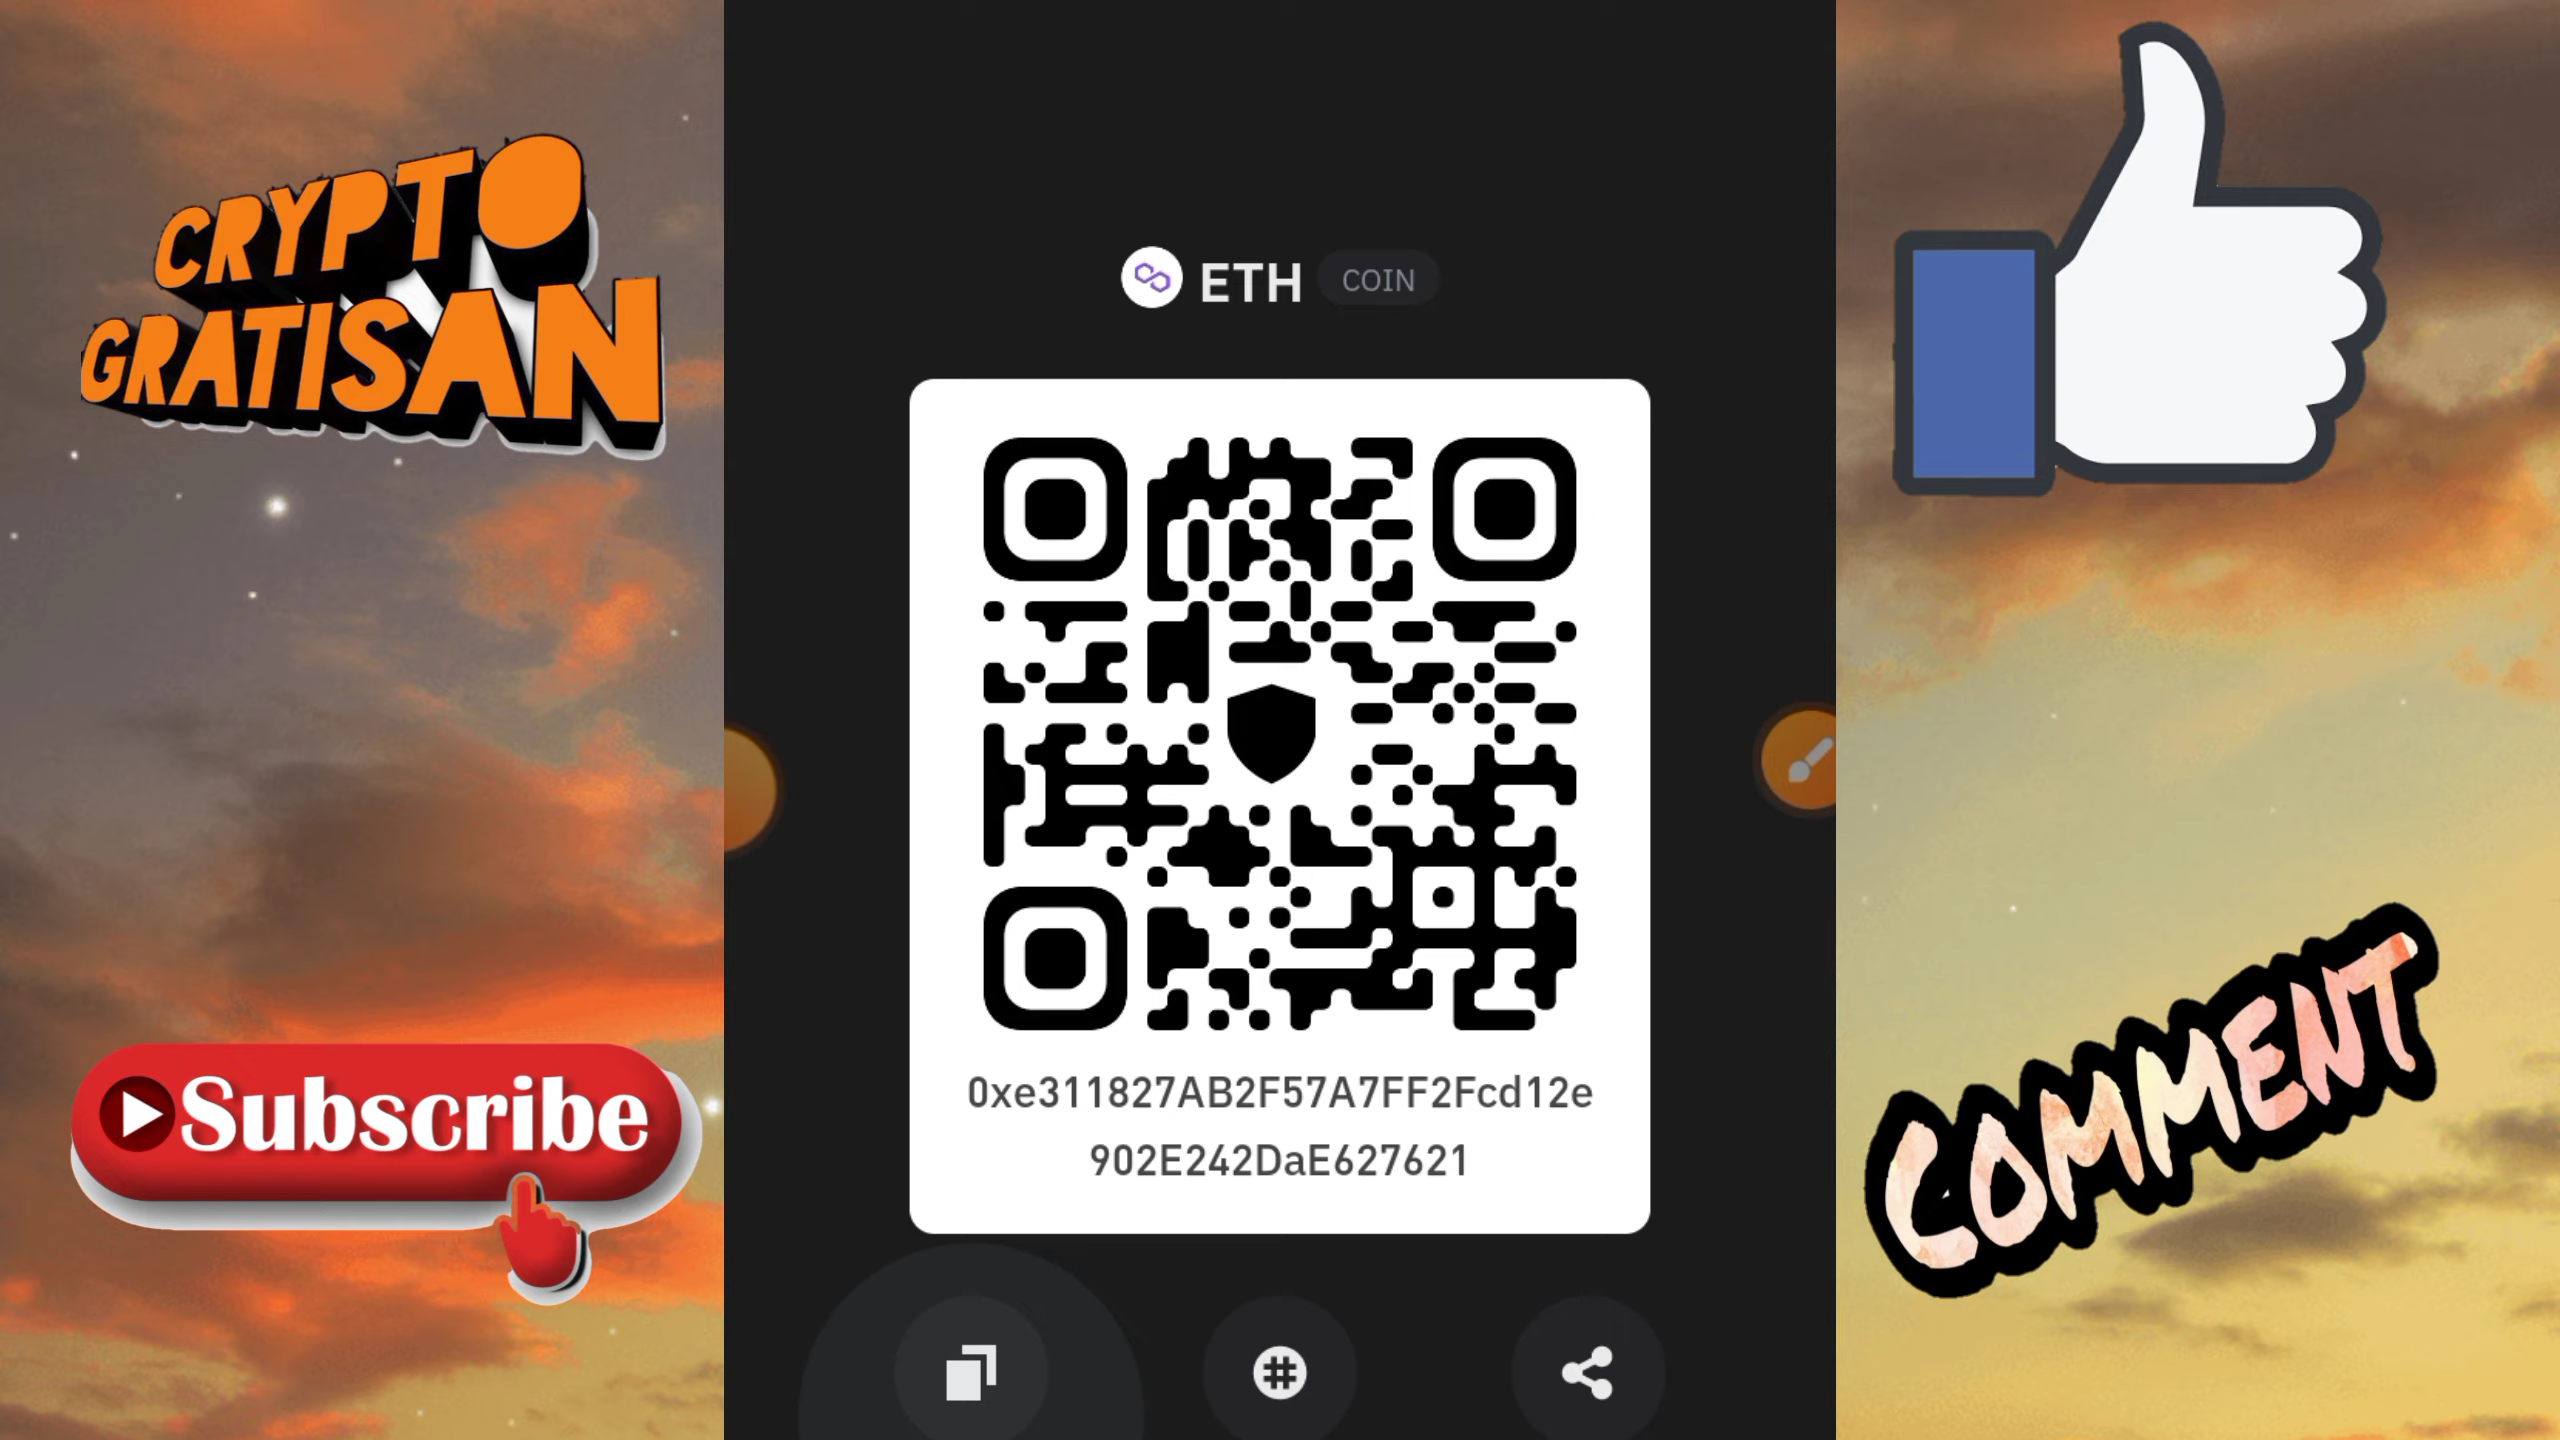 CRYPTO
GRATISAN
Subscribe
ETH COIN
0xe311827AB2F57A7FF2Fcd12e
902E242DaE627621
COMMENT